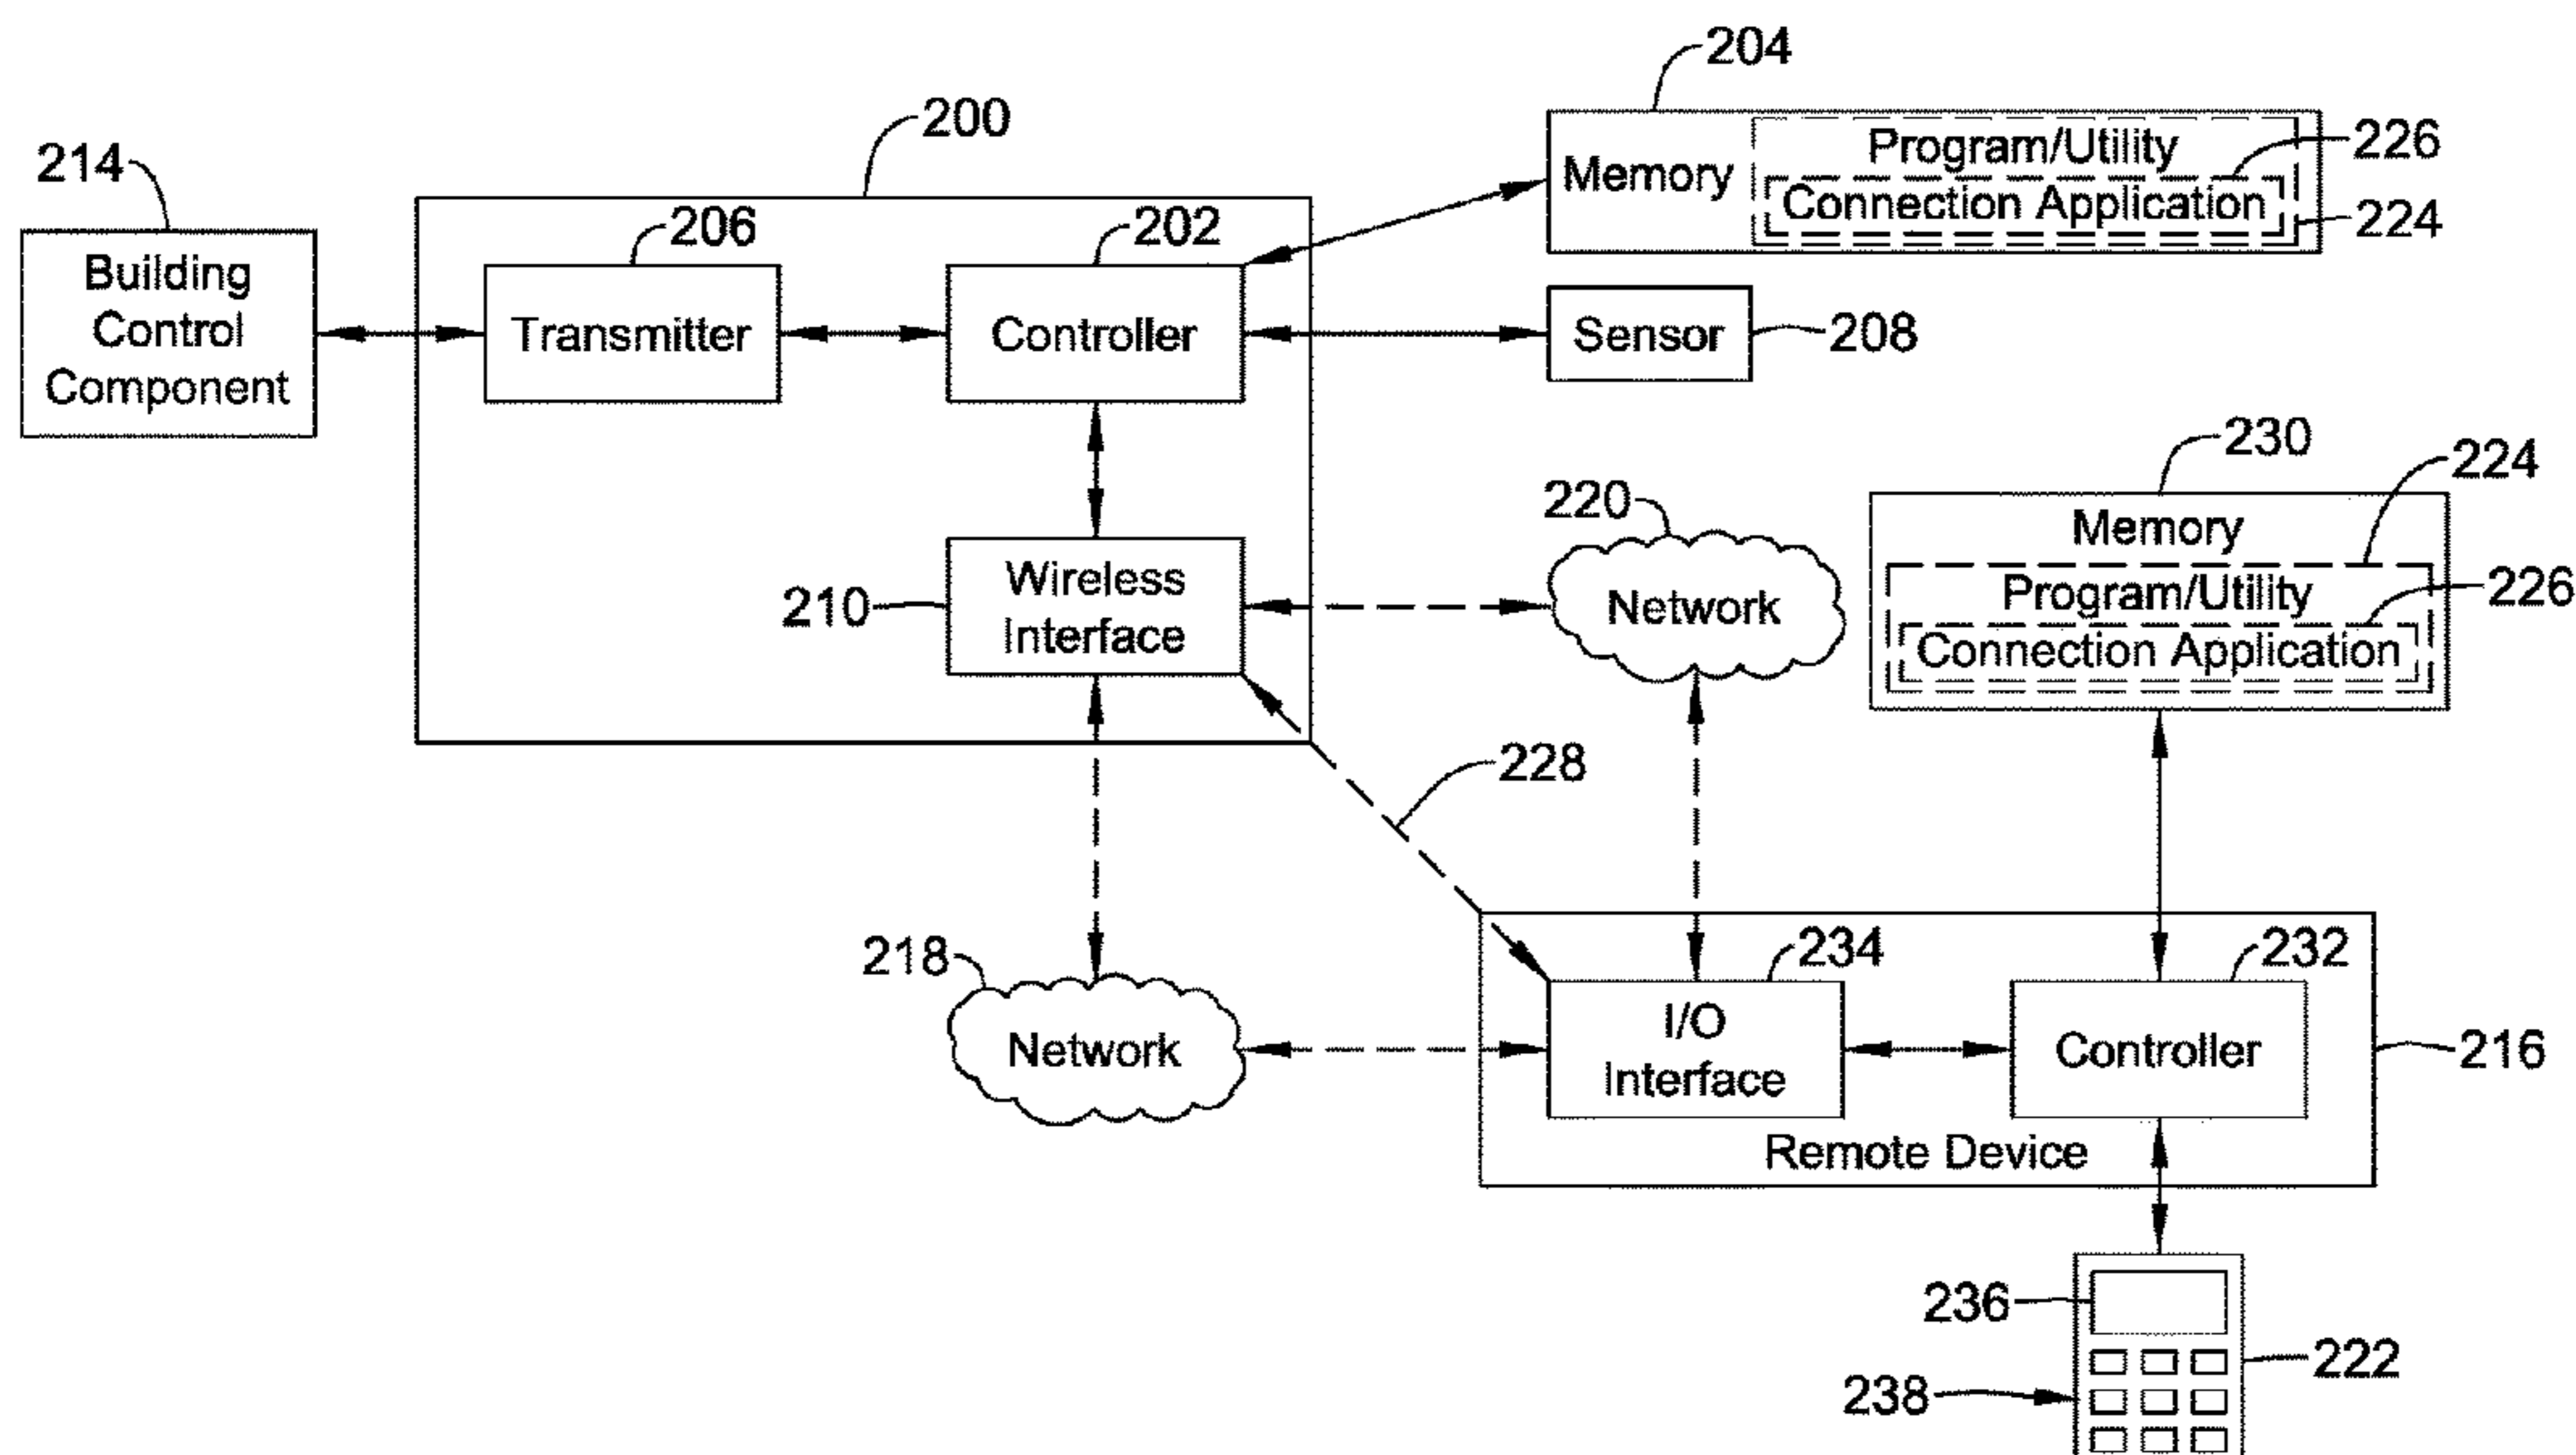 204
200
Program/Utility
226
214
Memory
Connection Application
206
202
224
Building
Control
Component
Transmitter
Controller
Sensor
208
230
224
220
Memory
Wireless
Interface
210
Network
Program/Utility
226
Connection Application
228
218
234
232
Network
I/O
Interface
Controller
216
Remote Device
236
222
238